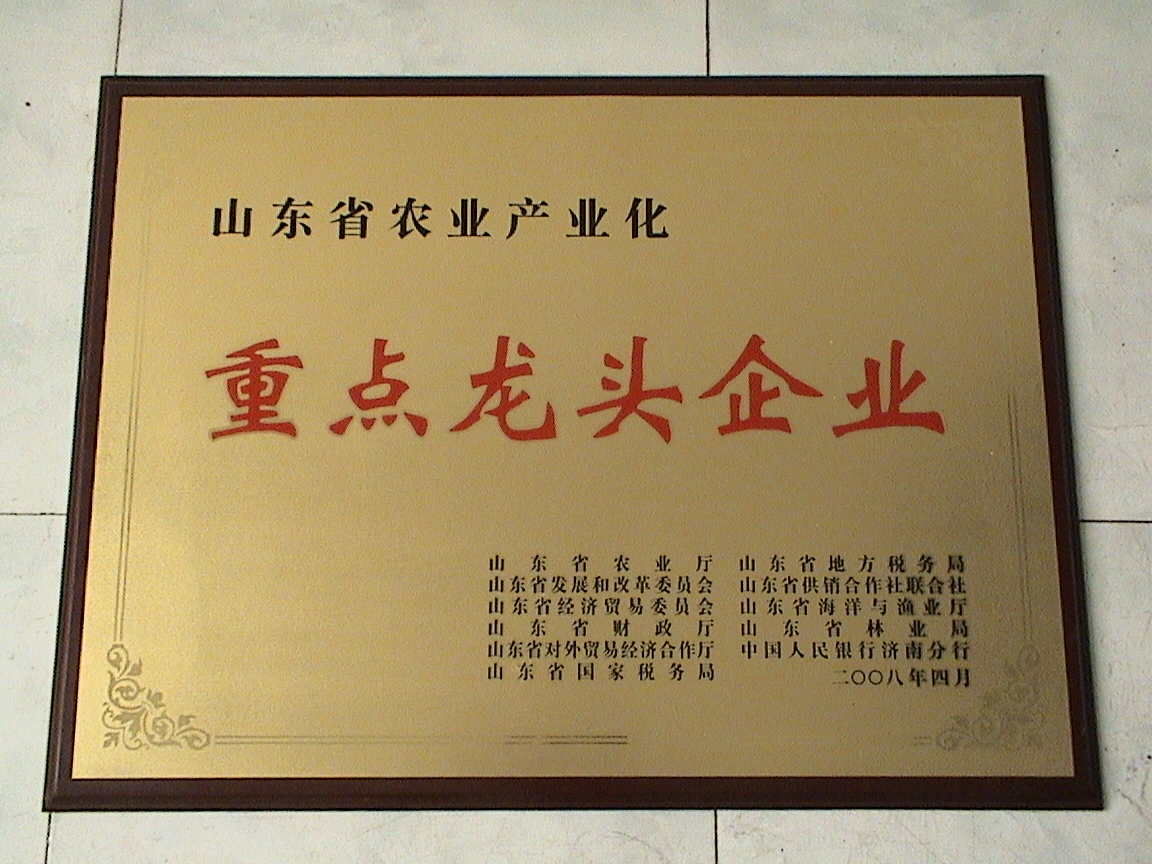 山东省农业产业化
重点龙头企业
山东省农业厅
山东省发展和改革委员会
山东省经济贸易委员会
山东省财政厅
山东省对外贸易经济合作厅
山东省国家税务局
山东省地方税务局
山东省供销合作社联合社
山东省海洋与渔业厅
山东省林业局
中国人民银行济南分行
二〇〇八年四月